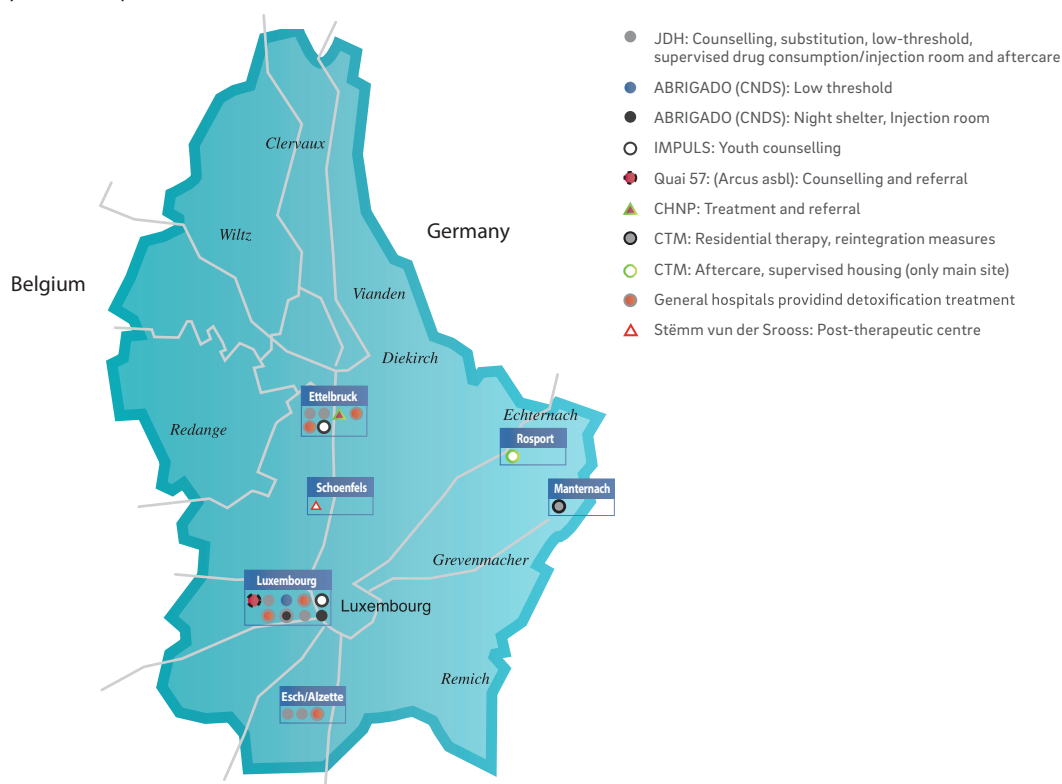 JDH: Counselling, substitution, low-threshold,
supervised drug consumption/injection room and aftercare
ABRIGADO (CNDS): Low threshold
ABRIGADO (CNDS): Night shelter, Injection room
IMPULS: Youth counselling
Quai 57: (Arcus asbl): Counselling and referral
CHNP: Treatment and referral
CTM: Residential therapy, reintegration measures
CTM: Aftercare, supervised housing (only main site)
General hospitals providind detoxification treatment
Stëmm vun der Srooss: Post-therapeutic centre
Clervaux
Wiltz
Germany
Belgium
Vianden
Diekirch
Ettelbruck
Redange
Echternach
Rosport
Schoenfels
Manternach
Grevenmacher
Luxembourg
Luxembourg
Remich
Esch/Alzette